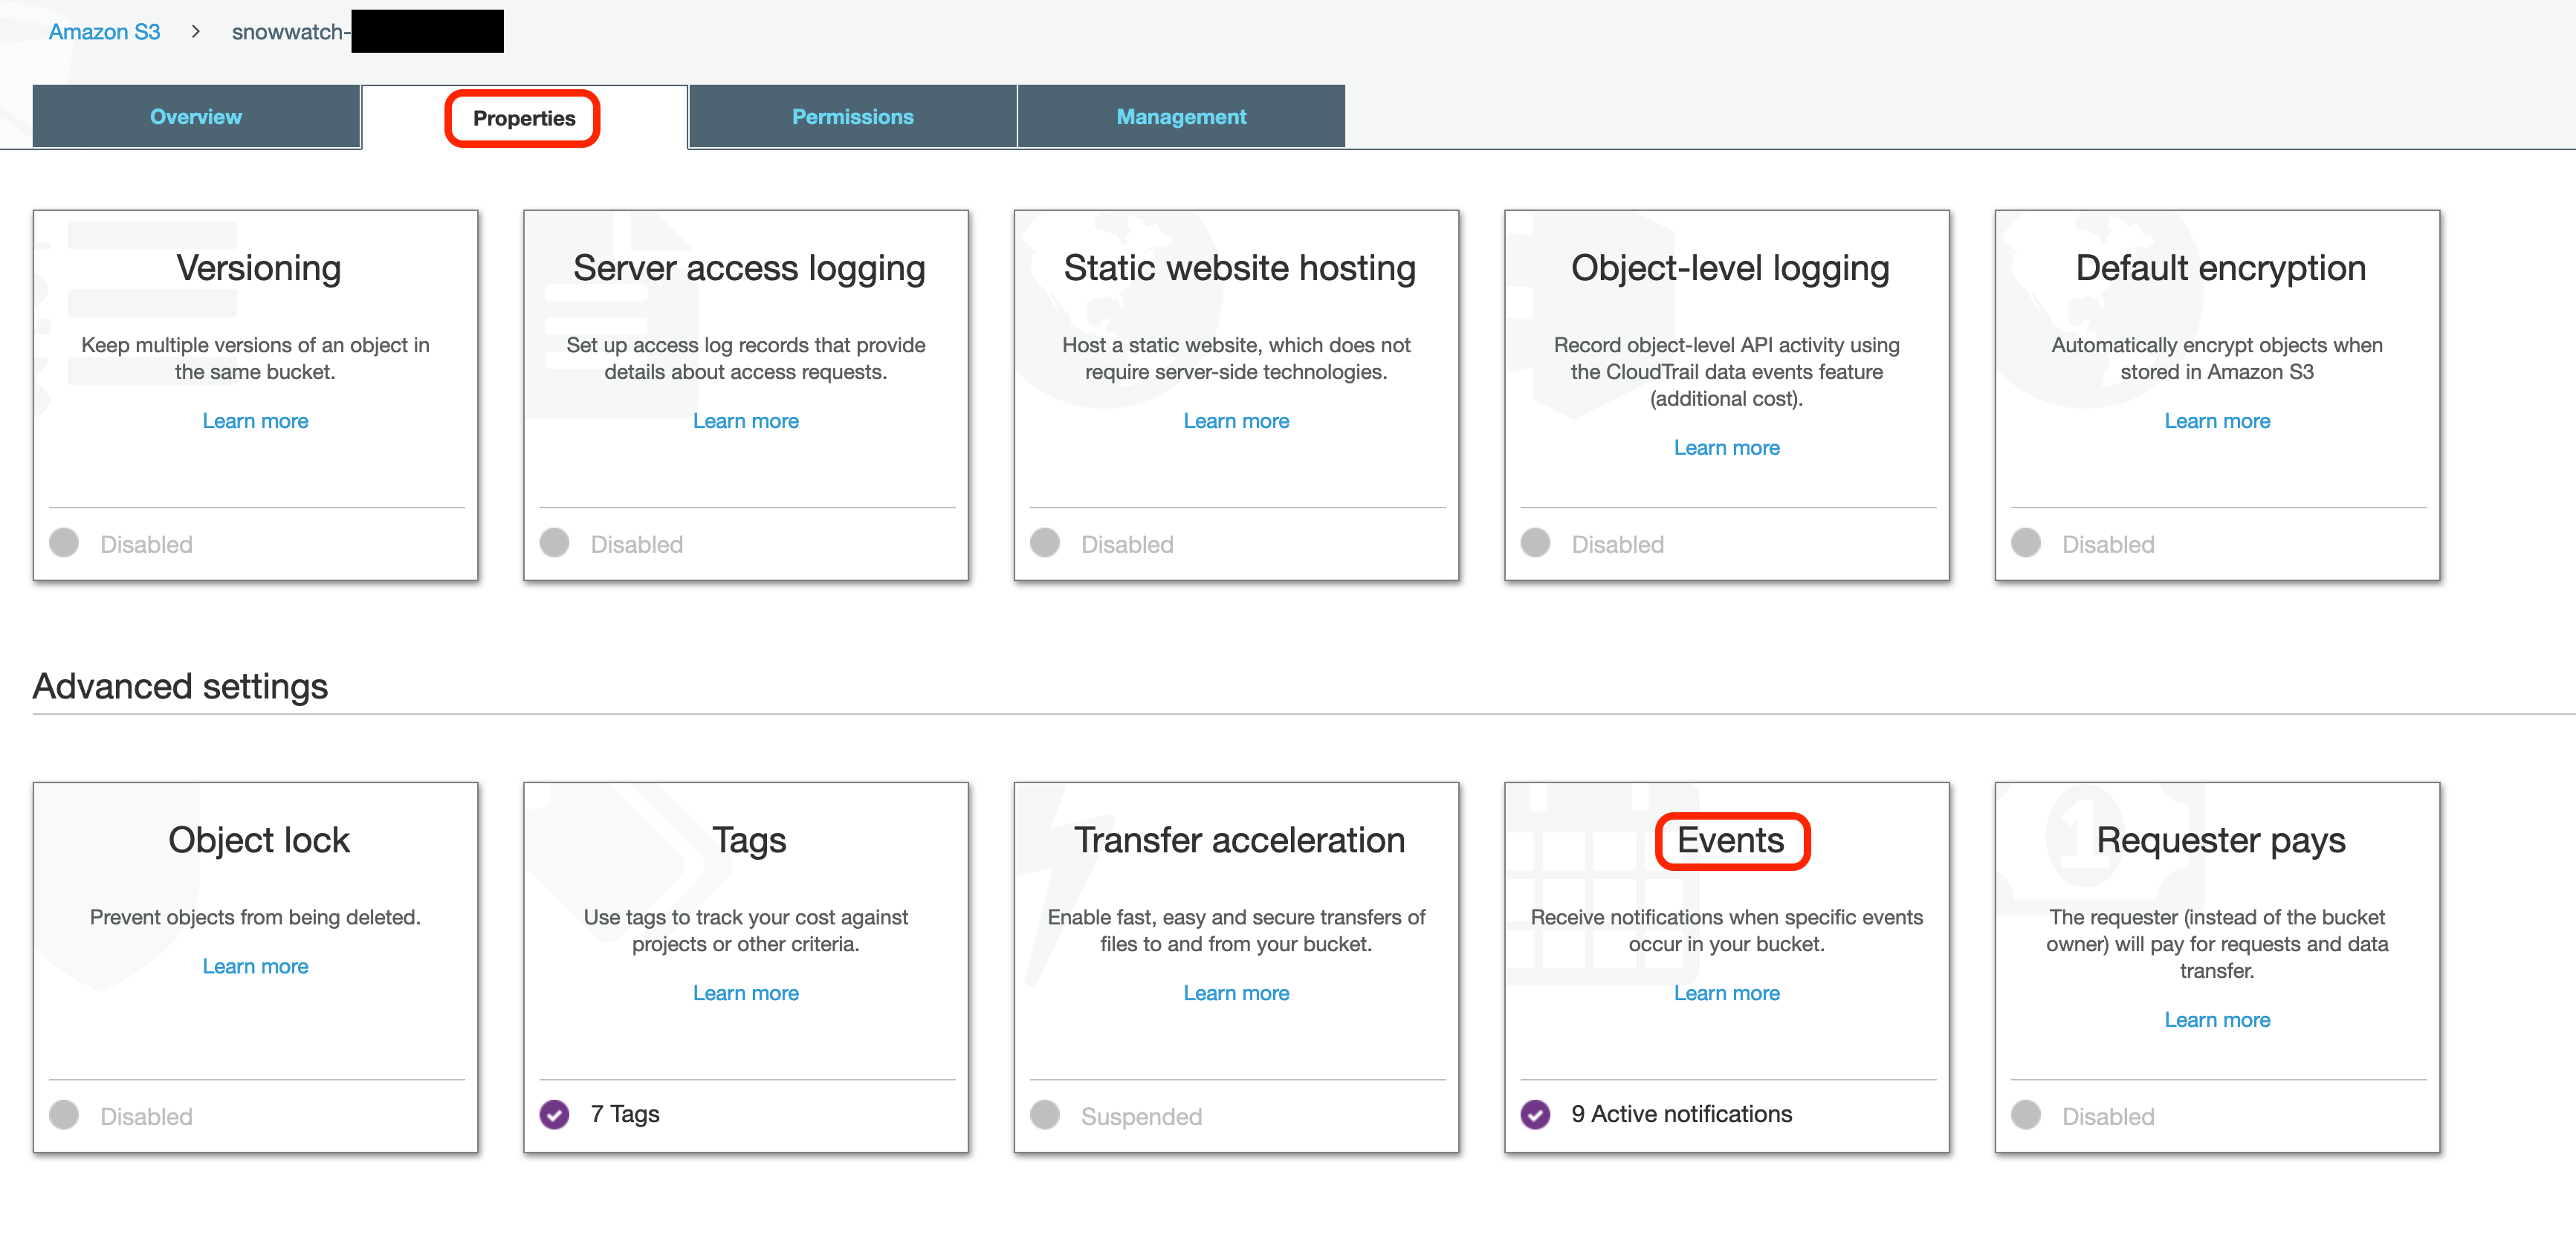 Amazon S3 > snowwatch-
Overview
Properties
Permissions
Management
Versioning
Keep multiple versions of an object in
the same bucket.
Learn more
Disabled
Server access logging
Set up access log records that provide
details about access requests.
Learn more
Disabled
Static website hosting
Host a static website, which does not
require server-side technologies.
Learn more
Disabled
Object-level logging
Record object-level API activity using
the CloudTrail data events feature
(additional cost).
Learn more
Disabled
Default encryption
Automatically encrypt objects when
stored in Amazon S3
Learn more
Disabled
Advanced settings
Object lock
Prevent objects from being deleted.
Learn more
Disabled
Tags
Use tags to track your cost against
projects or other criteria.
Learn more
7 Tags
Transfer acceleration
Enable fast, easy and secure transfers of
files to and from your bucket.
Learn more
Suspended
Events
Receive notifications when specific events
occur in your bucket.
Learn more
9 Active notifications
Requester pays
The requester (instead of the bucket
owner) will pay for requests and data
transfer.
Learn more
Disabled